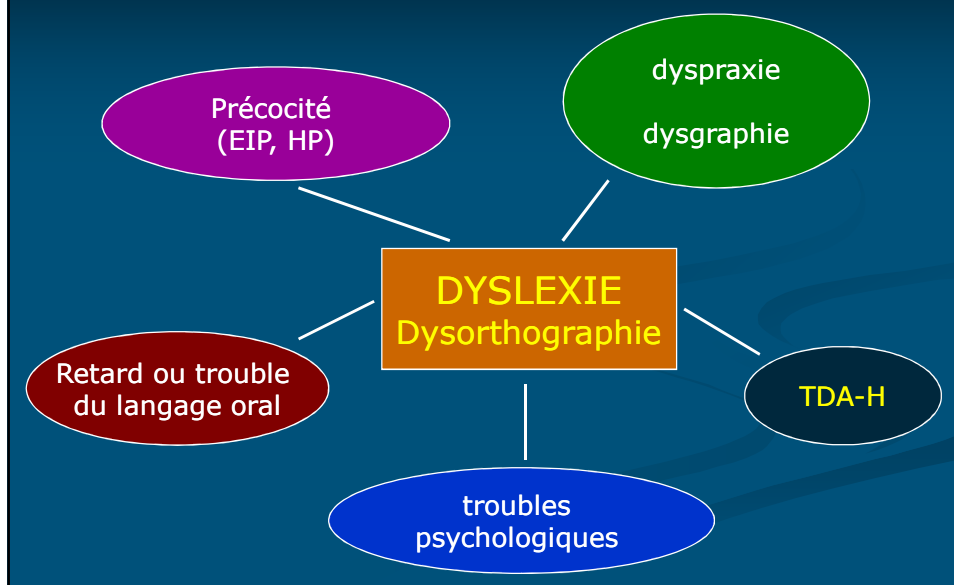 Précocité
(EIP, HP)
dyspraxie
dysgraphie
DYSLEXIE
Dysorthographie
Retard ou trouble
du langage oral
TDA-H
troubles
psychologiques